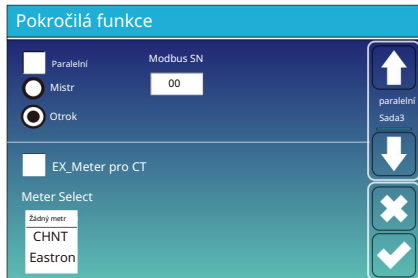 Pokročilá funkce
Paralelní
Modbus SN
Mistr
00
Otrok
paralelní
Sada3
EX_Meter pro CT
Meter Select
Žádný metr
CHNT
Eastron